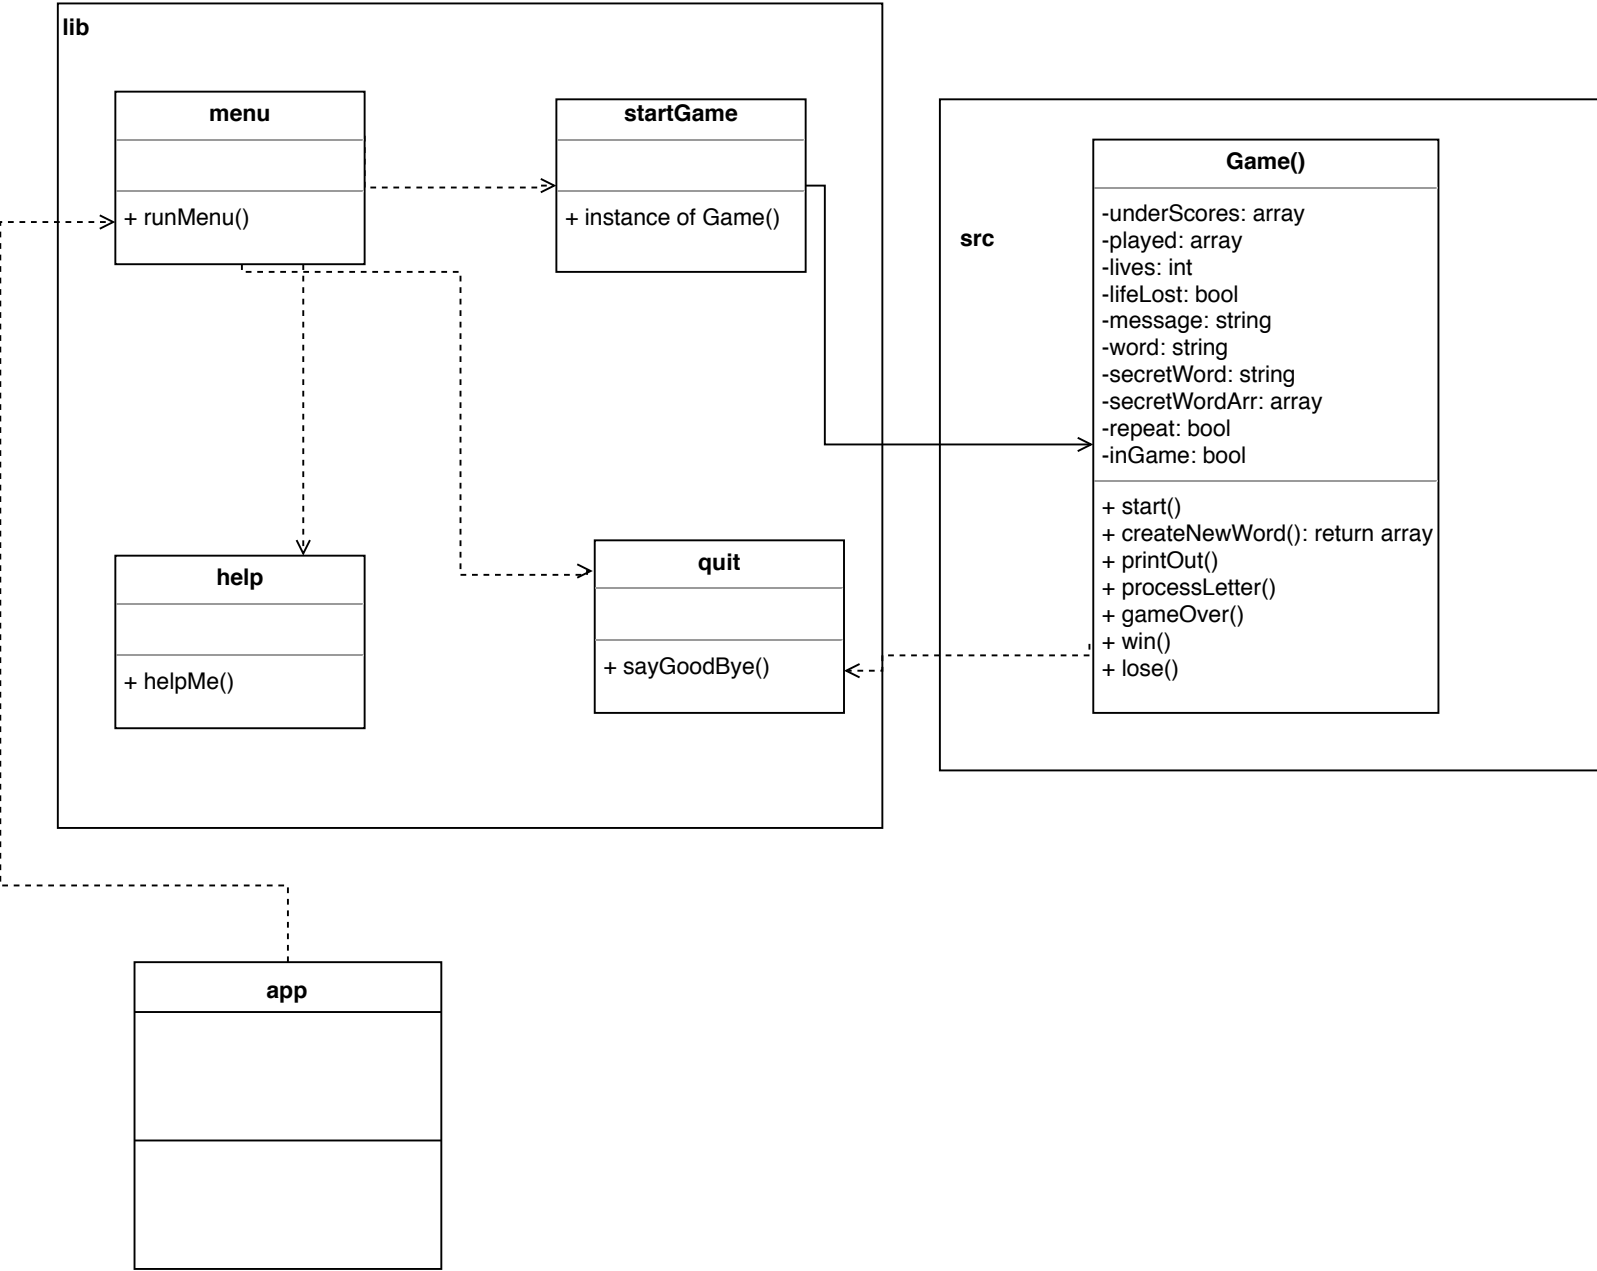 lib
menu
+ runMenu()
startGame
+ instance of Game()
help
+ helpMe()
quit
+ sayGoodBye()
src
Game()
-underScores: array
-played: array
-lives: int
-lifeLost: bool
-message: string
-word: string
-secretWord: string
-secretWordArr: array
-repeat: bool
-inGame: bool
+ start()
+ createNewWord(): return array
+ printOut()
+ processLetter()
+ gameOver()
+ win()
+ lose()
app